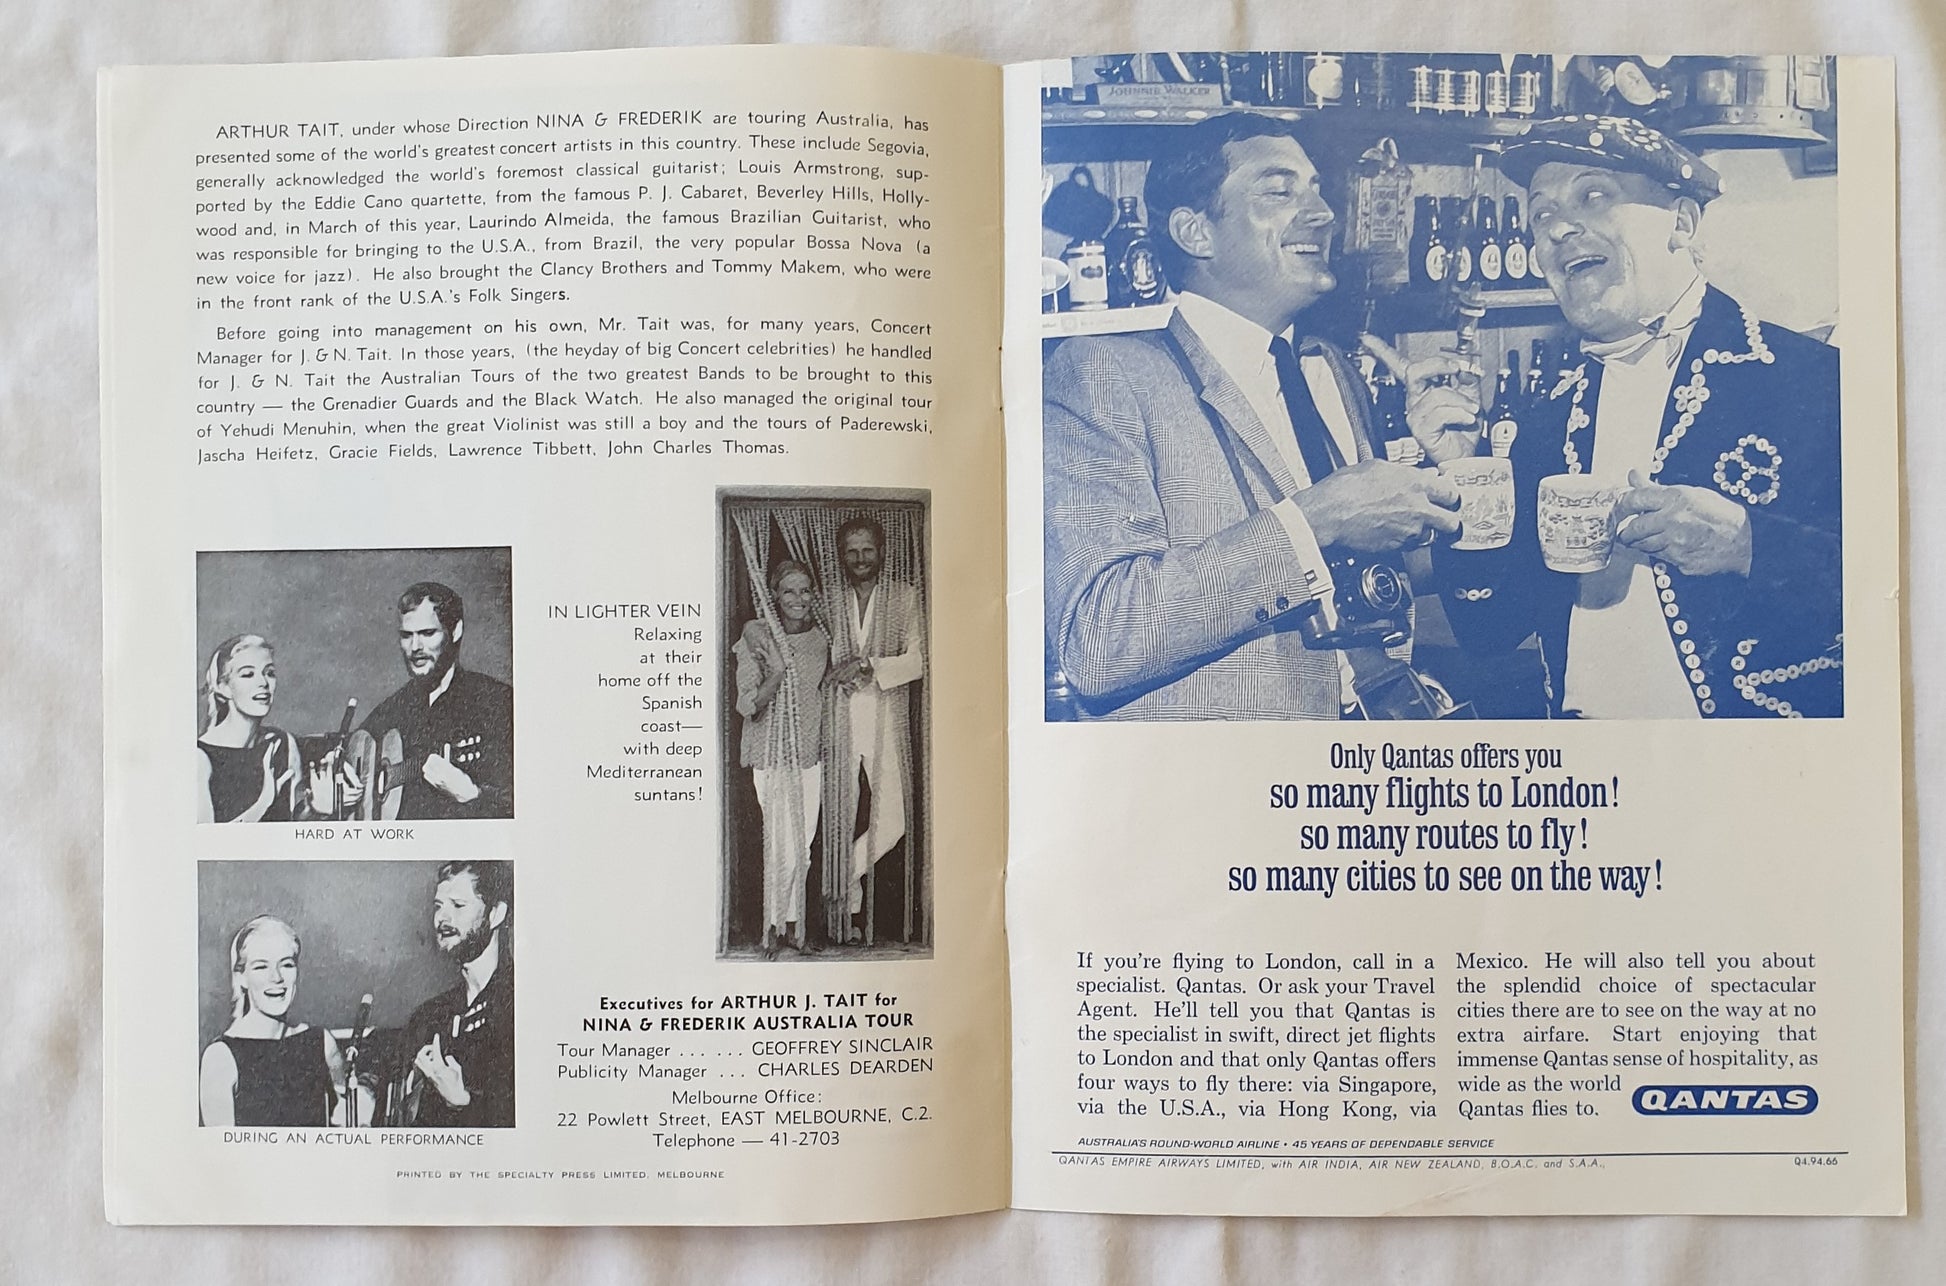 ARTHUR TAIT, under whose Direction NINA & FREDERIK are touring Australia, has
presented some of the world's greatest concert artists in this country. These include Segovia,
generally acknowledged the world's foremost classical guitarist; Louis Armstrong, sup-
ported by the Eddie Cano quartette, from the famous P. J. Cabaret, Beverley Hills, Holly-
wood and, in March of this year, Laurindo Almeida, the famous Brazilian Guitarist, who
was responsible for bringing to the U.S.A., from Brazil, the very popular Bossa Nova (a
new voice for jazz). He also brought the Clancy Brothers and Tommy Makem, who were
in the front rank of the U.S.A.'s Folk Singers.
Before going into management on his own, Mr. Tait was, for many years, Concert
Manager for J. & N. Tait. In those years, (the heyday of big Concert celebrities) he handled
for J. & N. Tait the Australian Tours of the two greatest Bands to be brought to this
country — the Grenadier Guards and the Black Watch. He also managed the original tour
of Yehudi Menuhin, when the great Violinist was still a boy and the tours of Paderewski,
Jascha Heifetz, Gracie Fields, Lawrence Tibbett, John Charles Thomas.
HARD AT WORK
DURING AN ACTUAL PERFORMANCE
IN LIGHTER VEIN
Relaxing
at their
home off the
Spanish
coast—
with deep
Mediterranean
suntans!
Executives for ARTHUR J. TAIT for
NINA & FREDERIK AUSTRALIA TOUR
Tour Manager . . . . . . GEOFFREY SINCLAIR
Publicity Manager . . . CHARLES DEARDEN
Melbourne Office:
22 Powlett Street, EAST MELBOURNE, C.2.
Telephone — 41-2703
PRINTED BY THE SPECIALTY PRESS LIMITED, MELBOURNE
JOHNNIE WALKER
Only Qantas offers you
so many flights to London!
so many routes to fly!
so many cities to see on the way!
If you're flying to London, call in a
specialist. Qantas. Or ask your Travel
Agent. He'll tell you that Qantas is
the specialist in swift, direct jet flights
to London and that only Qantas offers
four ways to fly there: via Singapore,
via the U.S.A., via Hong Kong, via
Mexico. He will also tell you about
the splendid choice of spectacular
cities there are to see on the way at no
extra airfare. Start enjoying that
immense Qantas sense of hospitality, as
wide as the world
Qantas flies to.
QANTAS
AUSTRALIA'S ROUND-WORLD AIRLINE • 45 YEARS OF DEPENDABLE SERVICE
QANTAS EMPIRE AIRWAYS LIMITED, with AIR INDIA, AIR NEW ZEALAND, B.O.A.C. and S.A.A.,
Q4.94.66